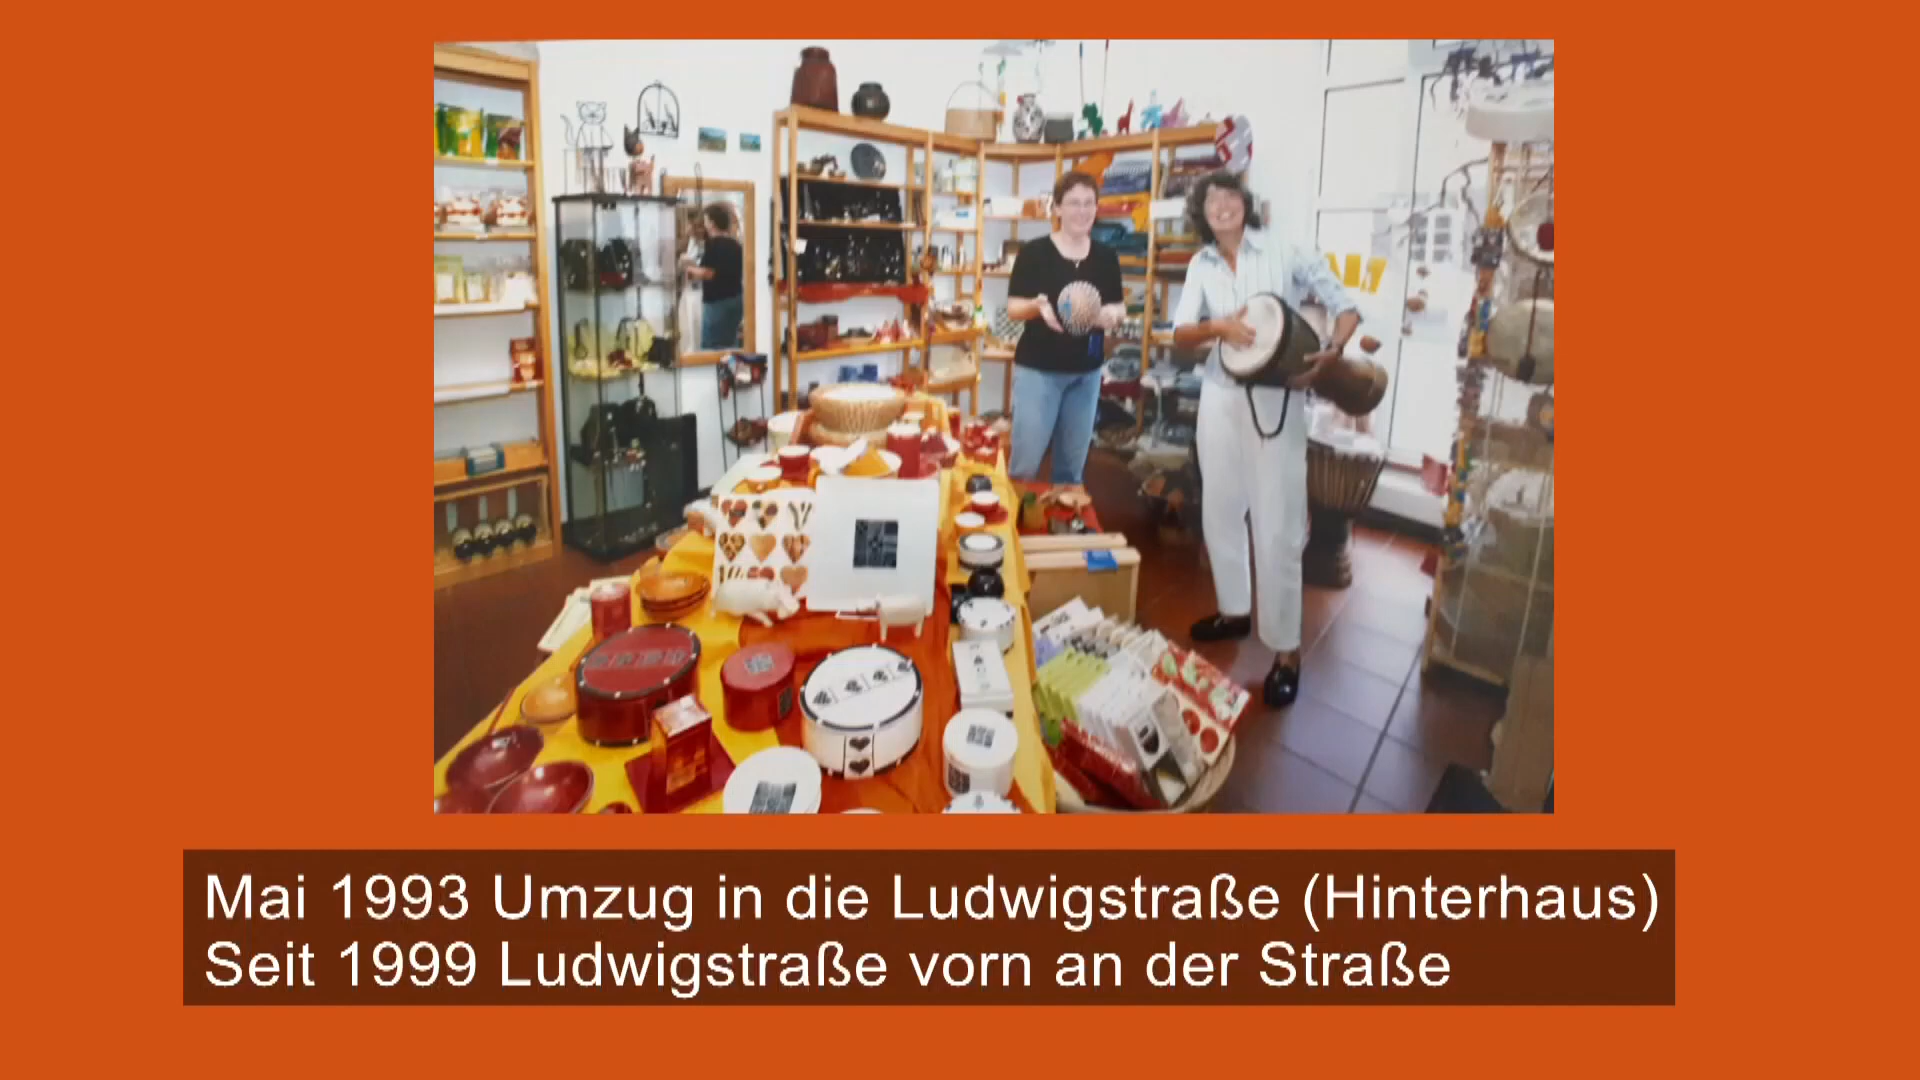 Mai 1993 Umzug in die Ludwigstraße (Hinterhaus)
Seit 1999 Ludwigstraße vorn an der Straße